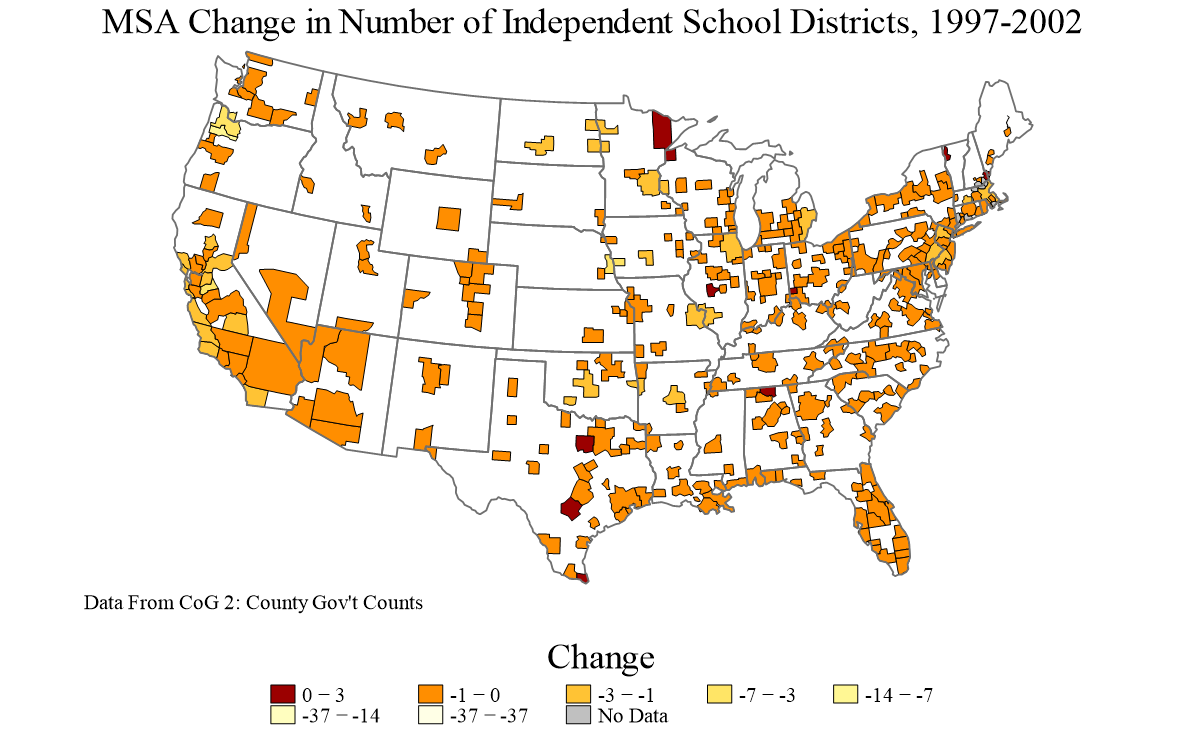 MSA Change in Number of Independent School Districts, 1997-2002
Data From CoG 2: County Gov't Counts
Change
0 − 3 -1 − 0 -3 − -1 -7 − -3 -14 − -7
-37 − -14 -37 − -37 No Data